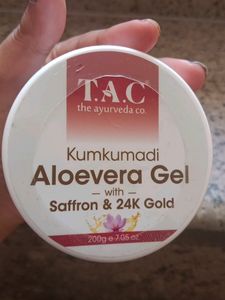 T.A.C
the ayurveda co.
Kumkumadi
Aloevera Gel
with
Saffron & 24K Gold
200g e 7.05 oz